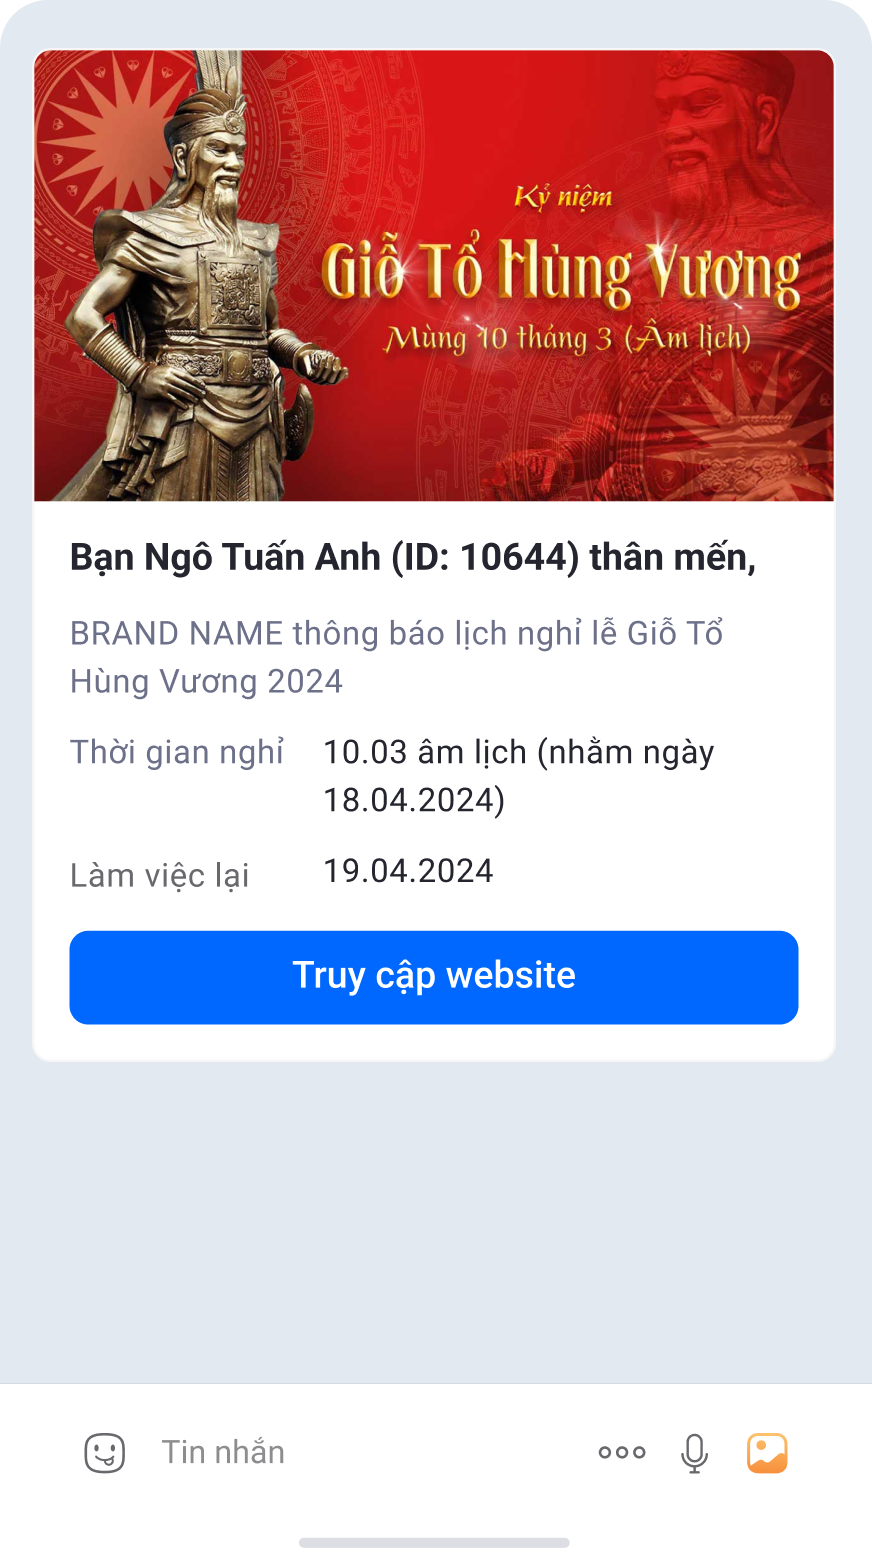 Kỷ niệm
Giỗ Tổ Hùng Vương
Mùng 10 tháng 3 (Âm lịch)
Bạn Ngô Tuấn Anh (ID: 10644) thân mến,
BRAND NAME thông báo lịch nghỉ lễ Giỗ Tổ
Hùng Vương 2024
Thời gian nghỉ 10.03 âm lịch (nhằm ngày
18.04.2024)
Làm việc lại 19.04.2024
Truy cập website
Tin nhắn